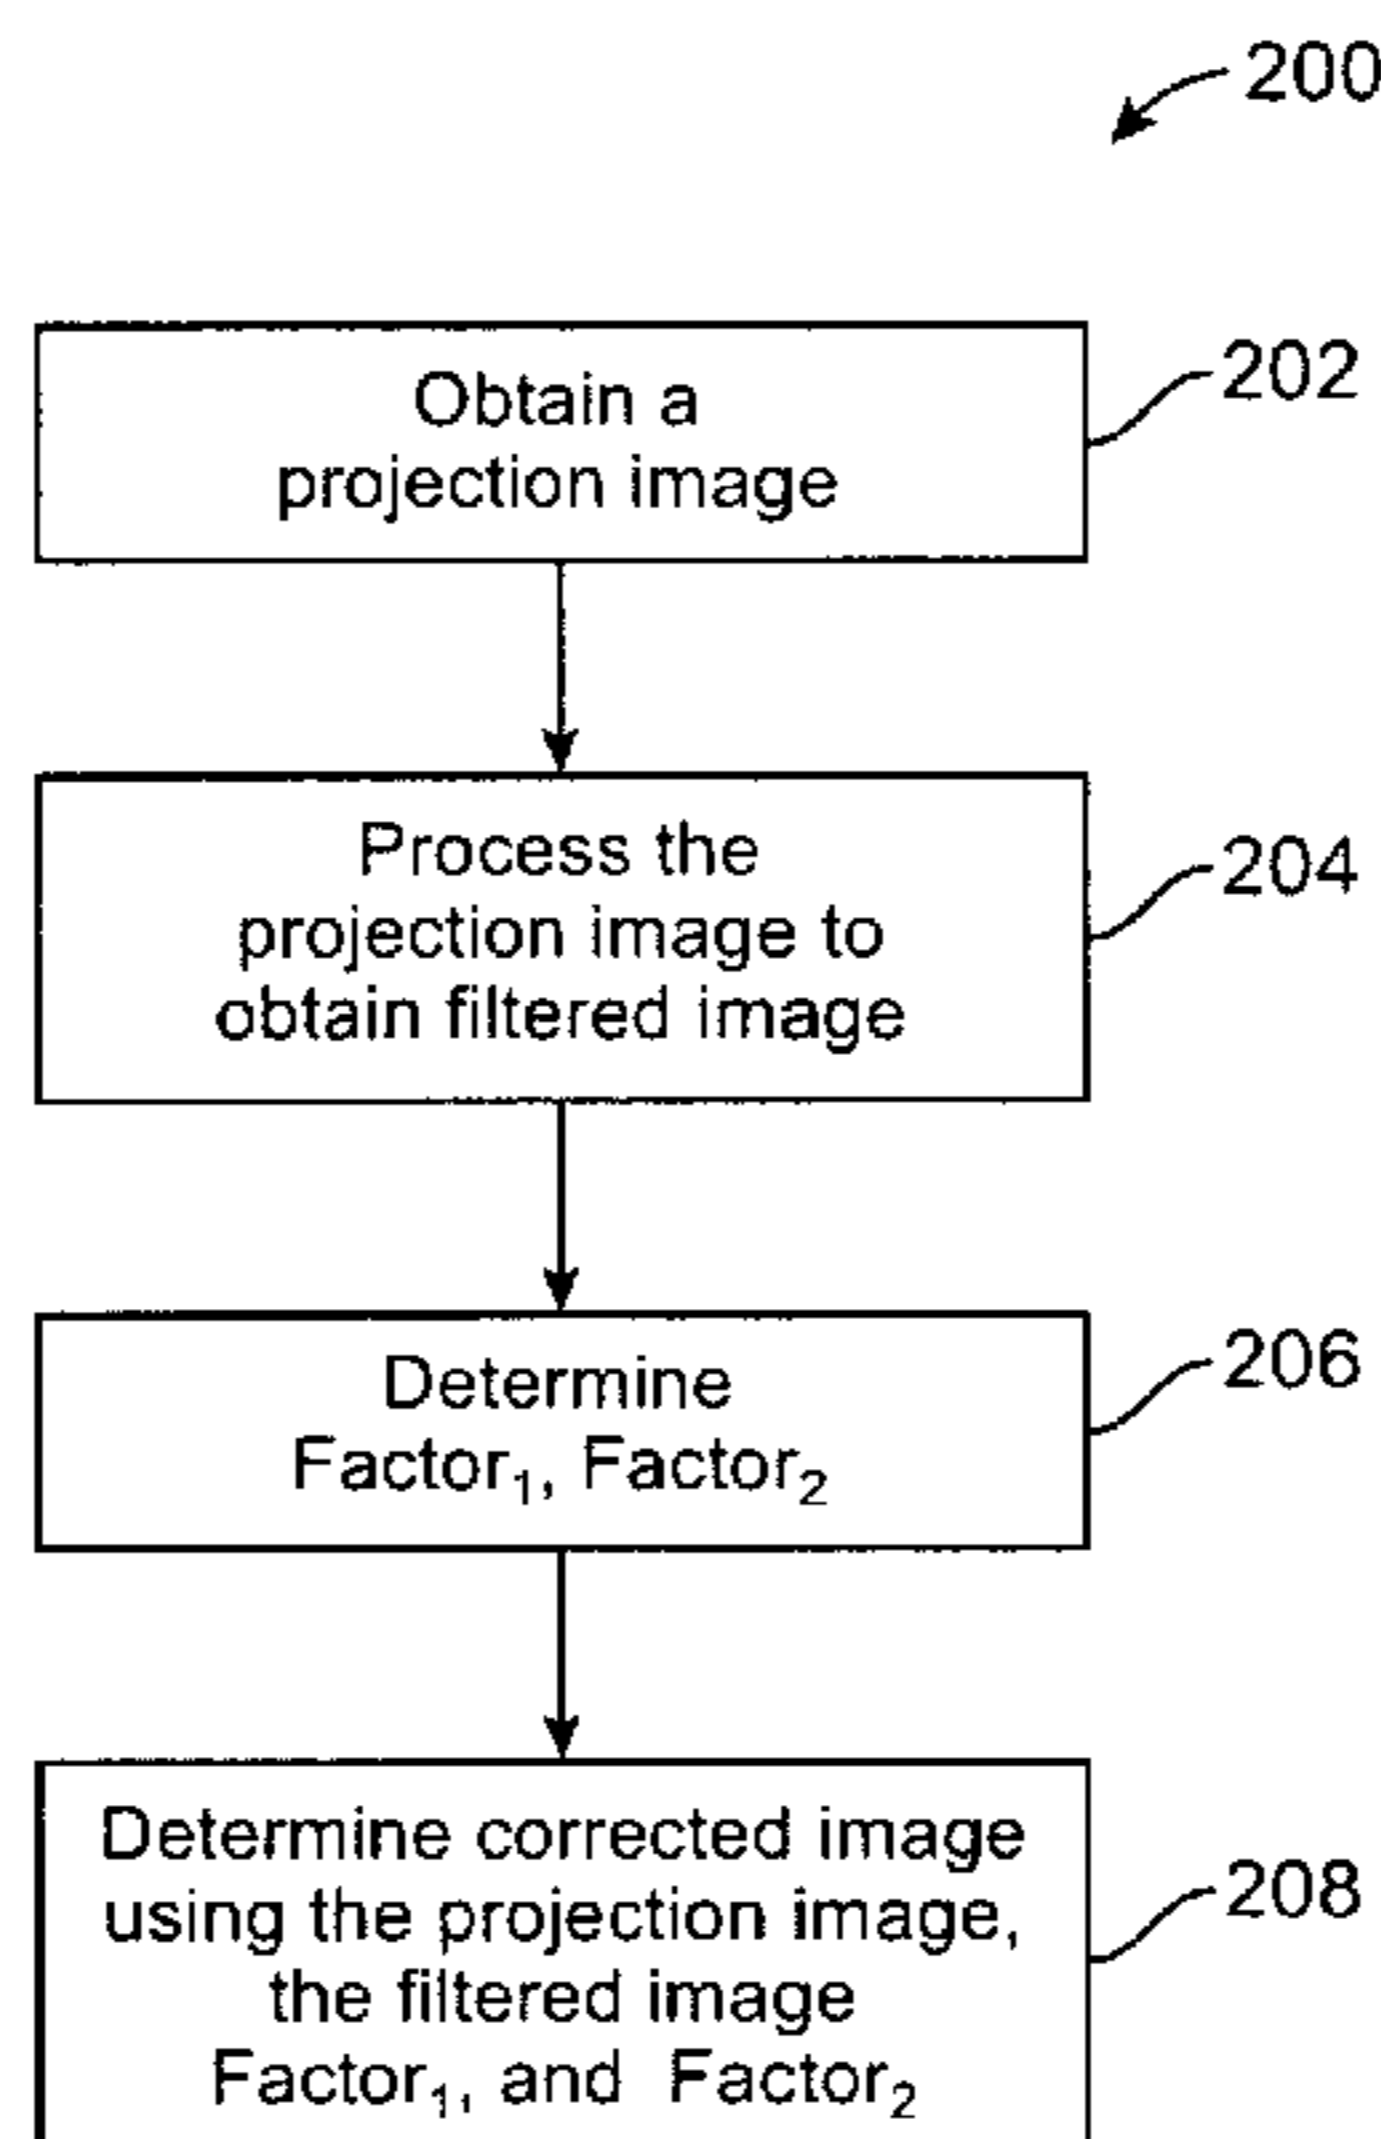 200
Obtain a
projection image
202
Process the
projection image to
obtain filtered image
204
Determine
Factor₁, Factor₂
206
Determine corrected image
using the projection image,
the filtered image
Factor₁, and Factor₂
208